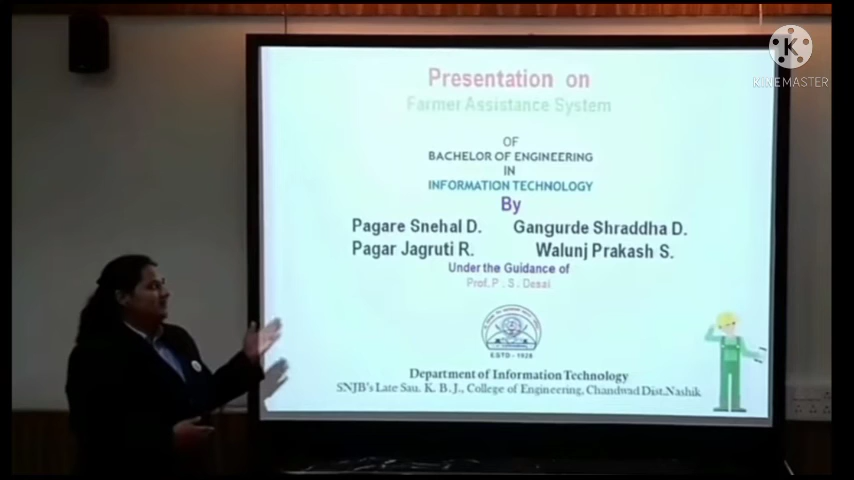 K
KINEMASTER
Presentation on
Farmer Assistance System
OF
BACHELOR OF ENGINEERING
IN
INFORMATION TECHNOLOGY
By
Pagare Snehal D. Gangurde Shraddha D.
Pagar Jagruti R. Walunj Prakash S.
Under the Guidance of
Prof. P . S. Desai
ESTD - 1928
Department of Information Technology
SNJB's Late Sau. K. B. J., College of Engineering, Chandwad Dist.Nashik